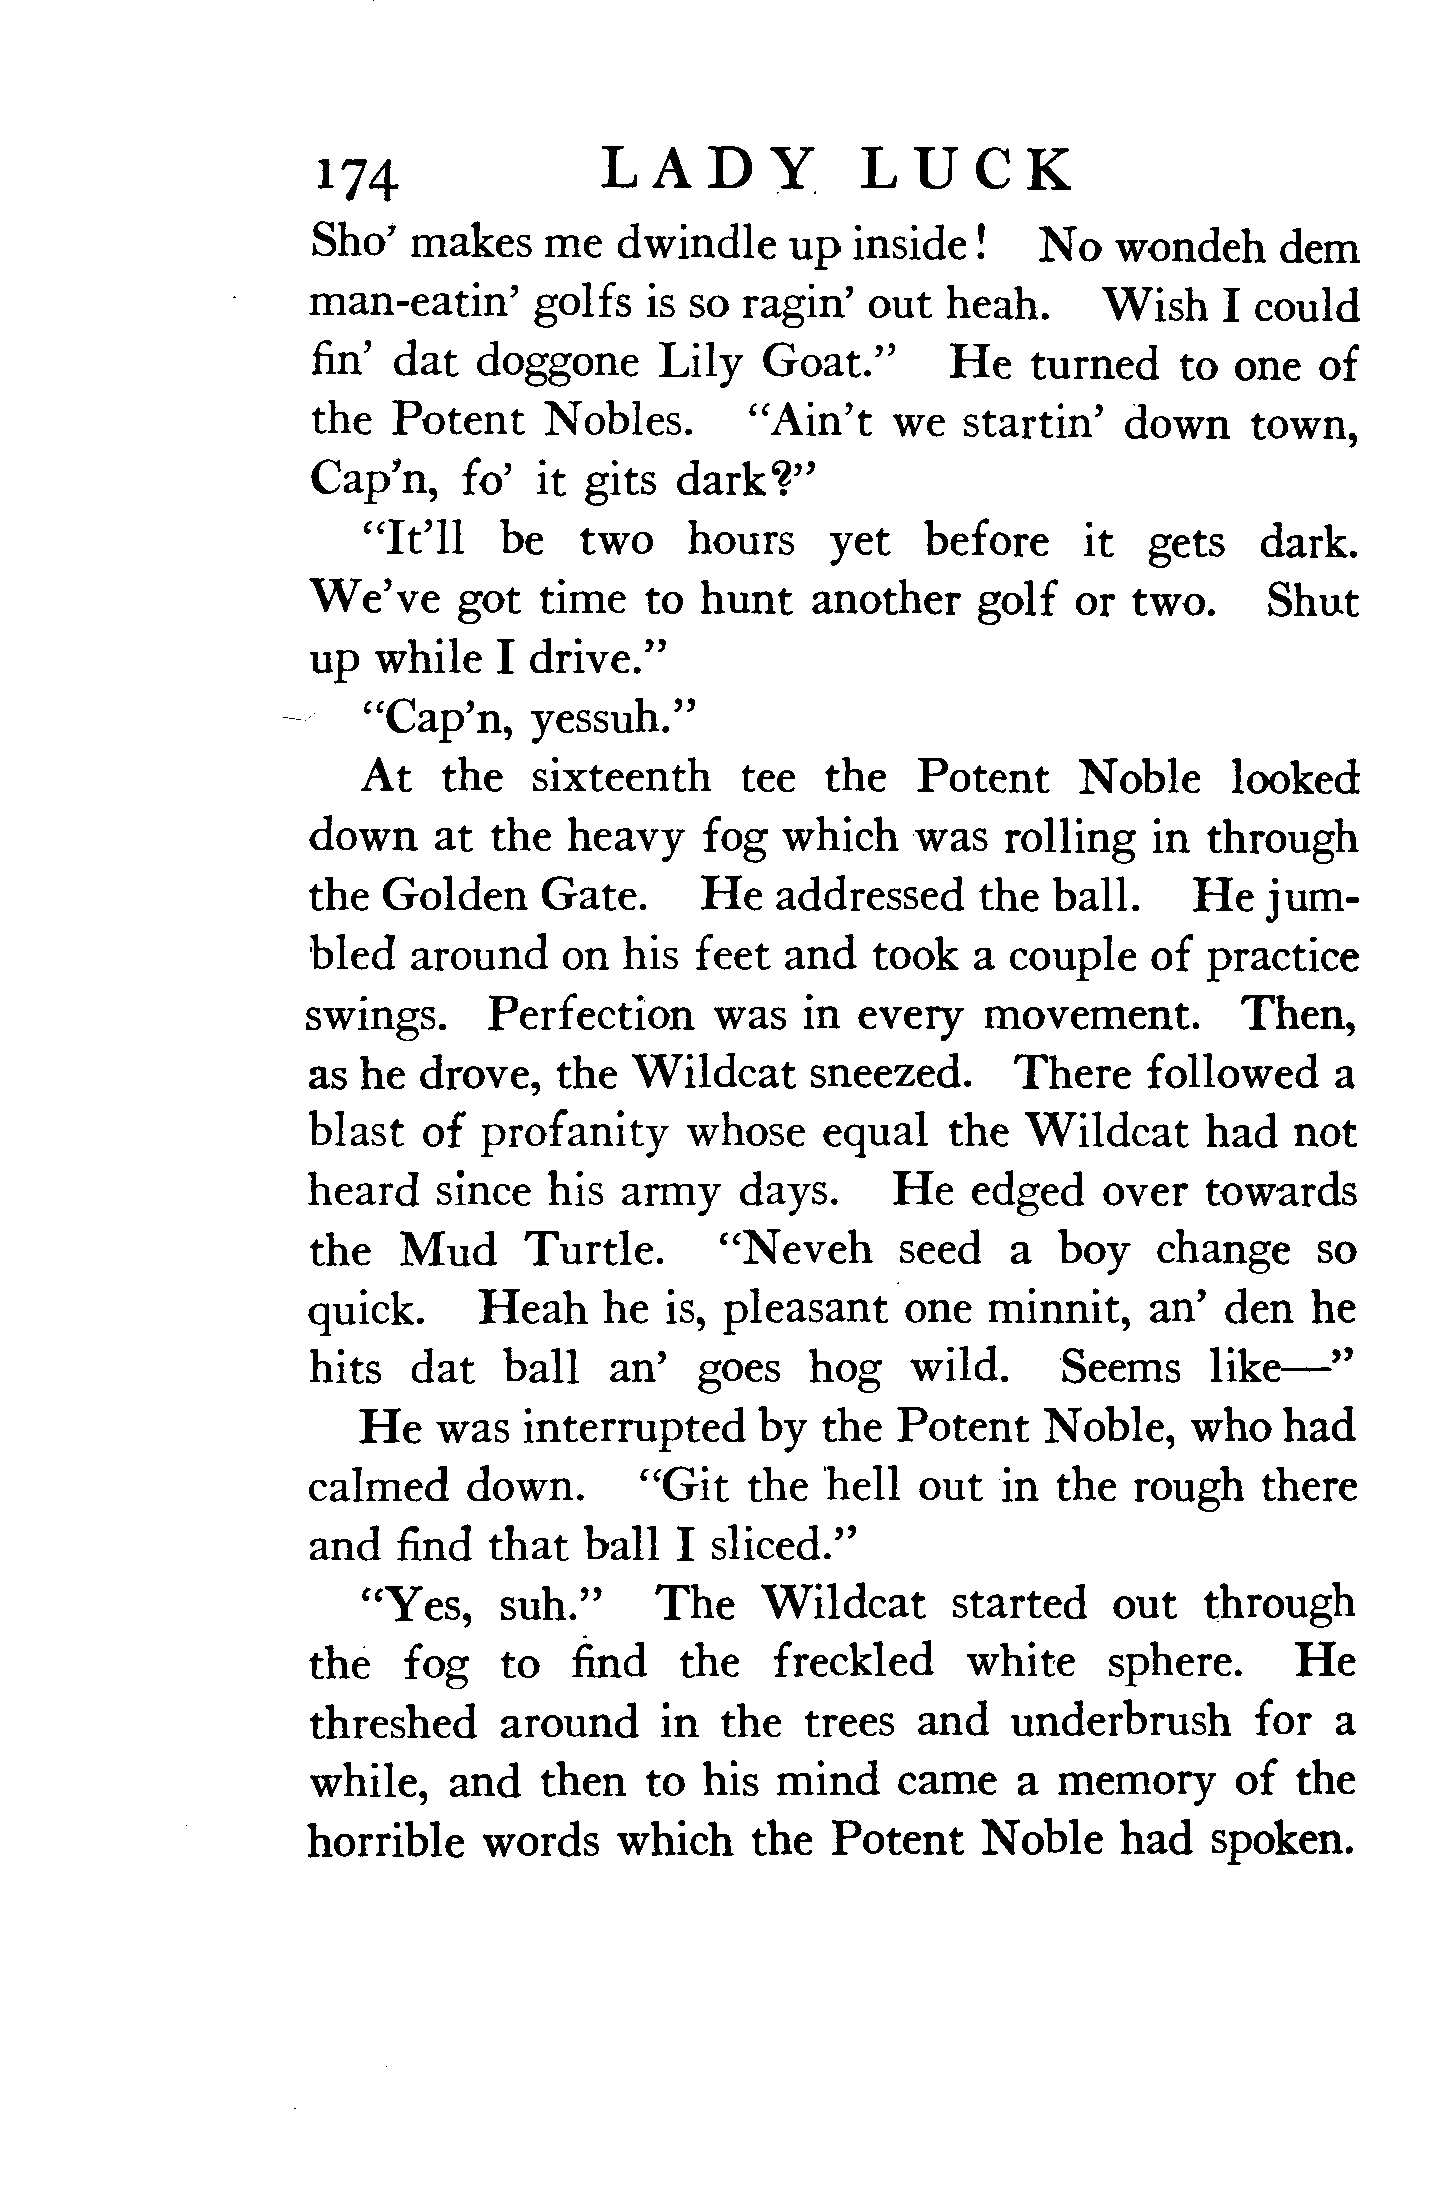 174 LADY LUCK
Sho' makes me dwindle up inside! No wondeh dem
man-eatin' golfs is so ragin' out heah. Wish I could
fin' dat doggone Lily Goat." He turned to one of
the Potent Nobles. "Ain't we startin' down town,
Cap'n, fo' it gits dark?"
"It'll be two hours yet before it gets dark.
We've got time to hunt another golf or two. Shut
up while I drive."
"Cap'n, yessuh."
At the sixteenth tee the Potent Noble looked
down at the heavy fog which was rolling in through
the Golden Gate. He addressed the ball. He jum-
bled around on his feet and took a couple of practice
swings. Perfection was in every movement. Then,
as he drove, the Wildcat sneezed. There followed a
blast of profanity whose equal the Wildcat had not
heard since his army days. He edged over towards
the Mud Turtle. "Neveh seed a boy change so
quick. Heah he is, pleasant one minnit, an' den he
hits dat ball an' goes hog wild. Seems like—"
He was interrupted by the Potent Noble, who had
calmed down. "Git the hell out in the rough there
and find that ball I sliced."
"Yes, suh." The Wildcat started out through
the fog to find the freckled white sphere. He
threshed around in the trees and underbrush for a
while, and then to his mind came a memory of the
horrible words which the Potent Noble had spoken.